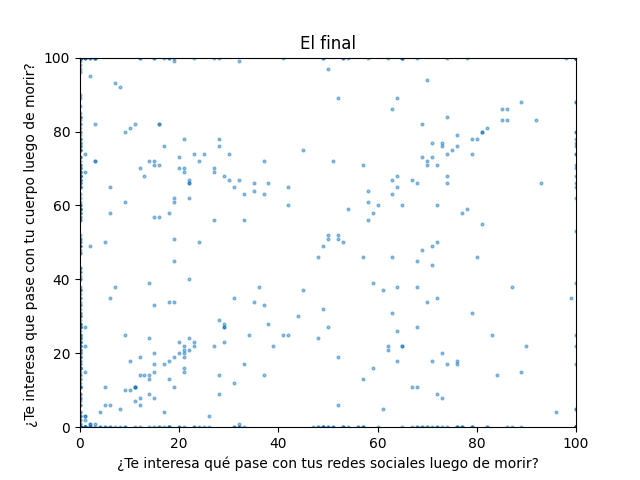 El final
¿Te interesa que pase con tu cuerpo luego de morir?
100
80
60
40
20
0
0 20 40 60 80 100
¿Te interesa qué pase con tus redes sociales luego de morir?